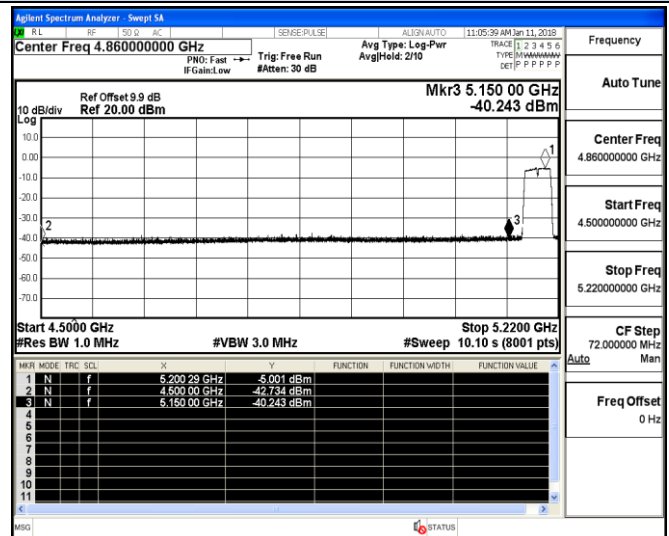 Agilent Spectrum Analyzer - Swept SA
RL RF 50 Ω AC SENSE:PULSE ALIGN AUTO 11:05:39 AM Jan 11, 2018
Center Freq 4.860000000 GHz
PNO: Fast Trig: Free Run
IFGain:Low #Atten: 30 dB
Avg Type: Log-Pwr
Avg|Hold: 2/10
TRACE 1 2 3 4 5 6
TYPE M W W W W W
DET P P P P P P
Ref Offset 9.9 dB
10 dB/div Ref 20.00 dBm
Log
Mkr3 5.150 00 GHz
-40.243 dBm
10.0
0.00
-10.0
-20.0
-30.0
-40.0
-50.0
-60.0
-70.0
1
2
3
Start 4.5000 GHz Stop 5.2200 GHz
#Res BW 1.0 MHz #VBW 3.0 MHz #Sweep 10.10 s (8001 pts)
MKR MODE TRC SCL X Y FUNCTION FUNCTION WIDTH FUNCTION VALUE
1 N f 5.200 29 GHz -5.001 dBm
2 N f 4.500 00 GHz -42.734 dBm
3 N f 5.150 00 GHz -40.243 dBm
4
5
6
7
8
9
10
11
MSG STATUS
Frequency
Auto Tune
Center Freq
4.860000000 GHz
Start Freq
4.500000000 GHz
Stop Freq
5.220000000 GHz
CF Step
72.000000 MHz
Auto Man
Freq Offset
0 Hz